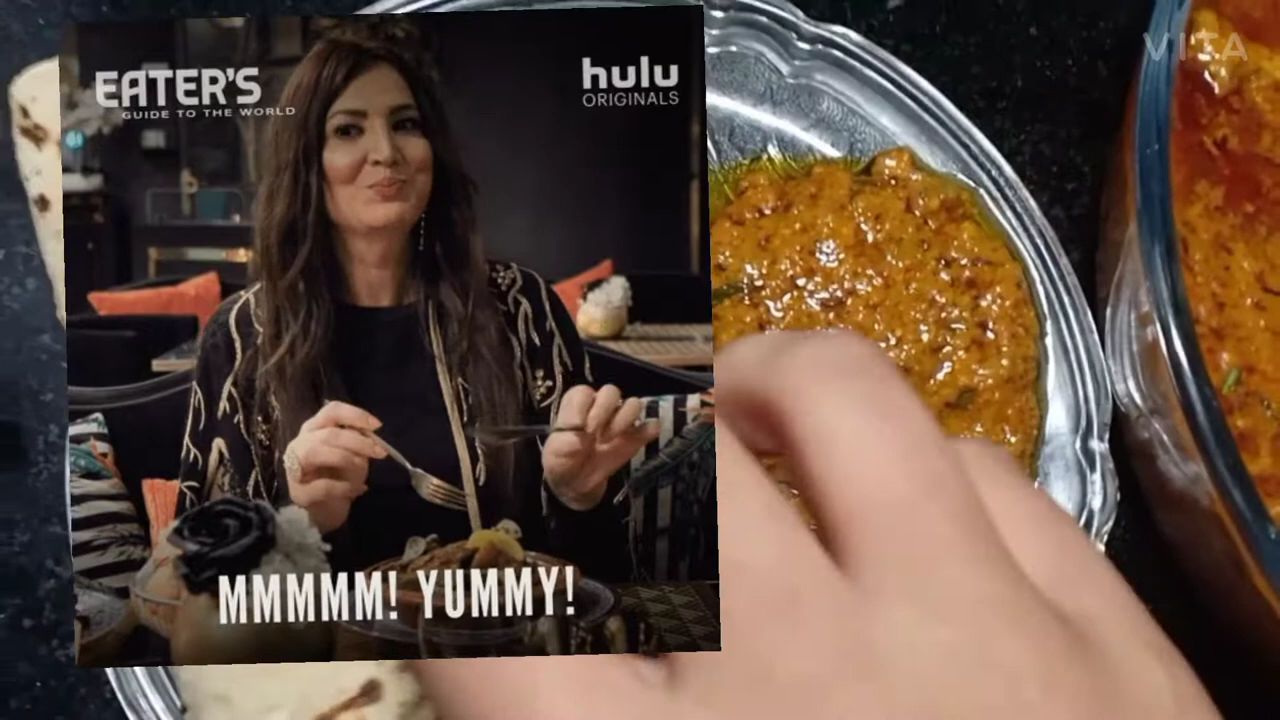 EATER'S
GUIDE TO THE WORLD
hulu
ORIGINALS
VITA
MMMMM! YUMMY!